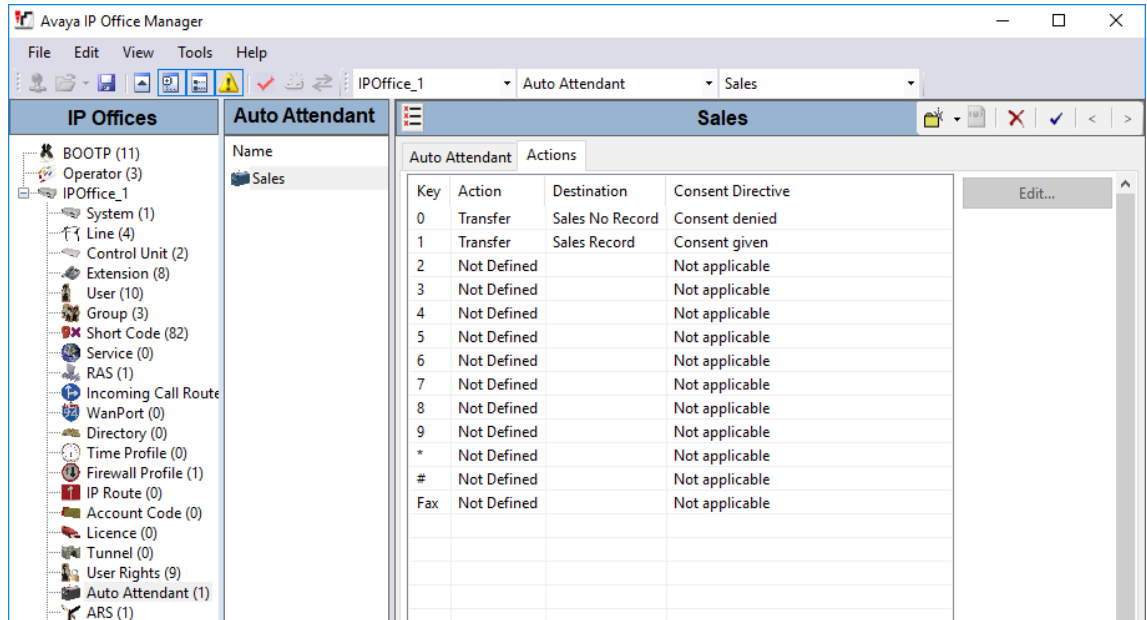 Avaya IP Office Manager
File Edit View Tools Help
IPOffice_1 Auto Attendant Sales
IP Offices
BOOTP (11)
Operator (3)
IPOffice_1
System (1)
Line (4)
Control Unit (2)
Extension (8)
User (10)
Group (3)
Short Code (82)
Service (0)
RAS (1)
Incoming Call Route
WanPort (0)
Directory (0)
Time Profile (0)
Firewall Profile (1)
IP Route (0)
Account Code (0)
Licence (0)
Tunnel (0)
User Rights (9)
Auto Attendant (1)
ARS (1)
Auto Attendant
Name
Sales
Sales
Auto Attendant Actions
Key Action Destination Consent Directive
0 Transfer Sales No Record Consent denied
1 Transfer Sales Record Consent given
2 Not Defined Not applicable
3 Not Defined Not applicable
4 Not Defined Not applicable
5 Not Defined Not applicable
6 Not Defined Not applicable
7 Not Defined Not applicable
8 Not Defined Not applicable
9 Not Defined Not applicable
* Not Defined Not applicable
# Not Defined Not applicable
Fax Not Defined Not applicable
Edit...